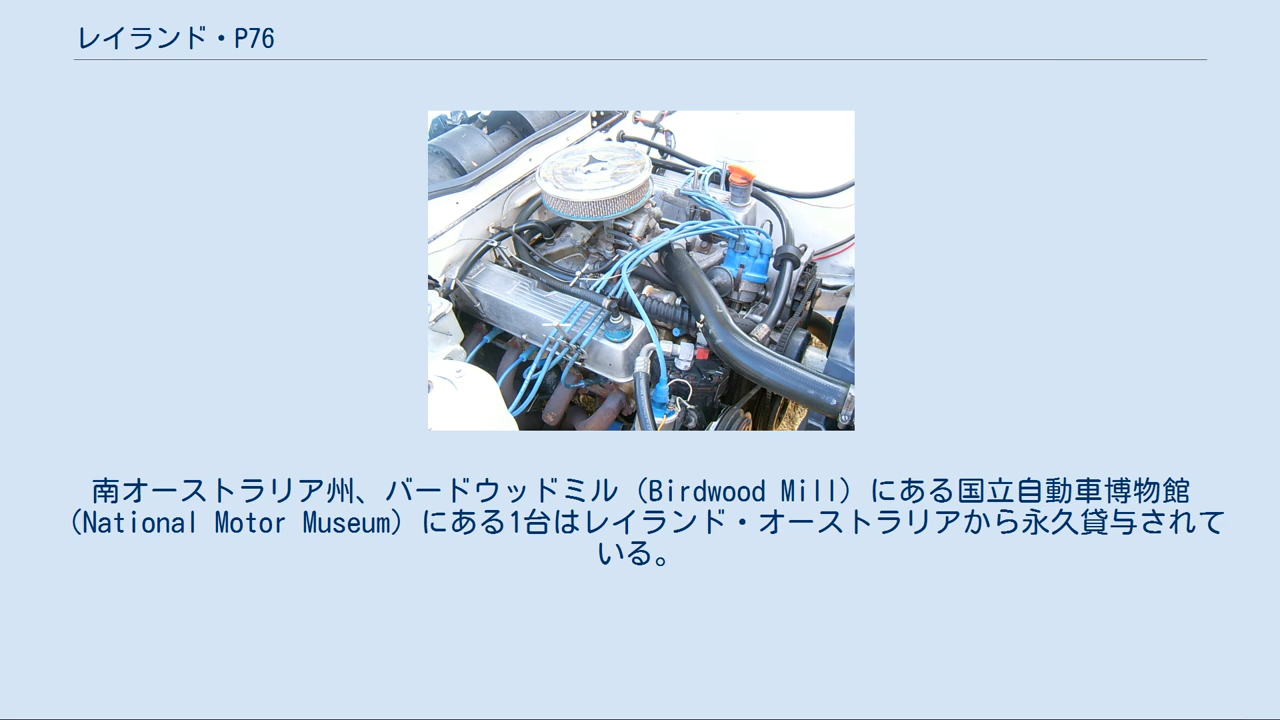 レイランド・P76
南オーストラリア州、バードウッドミル（Birdwood Mill）にある国立自動車博物館
（National Motor Museum）にある1台はレイランド・オーストラリアから永久貸与されて
いる。